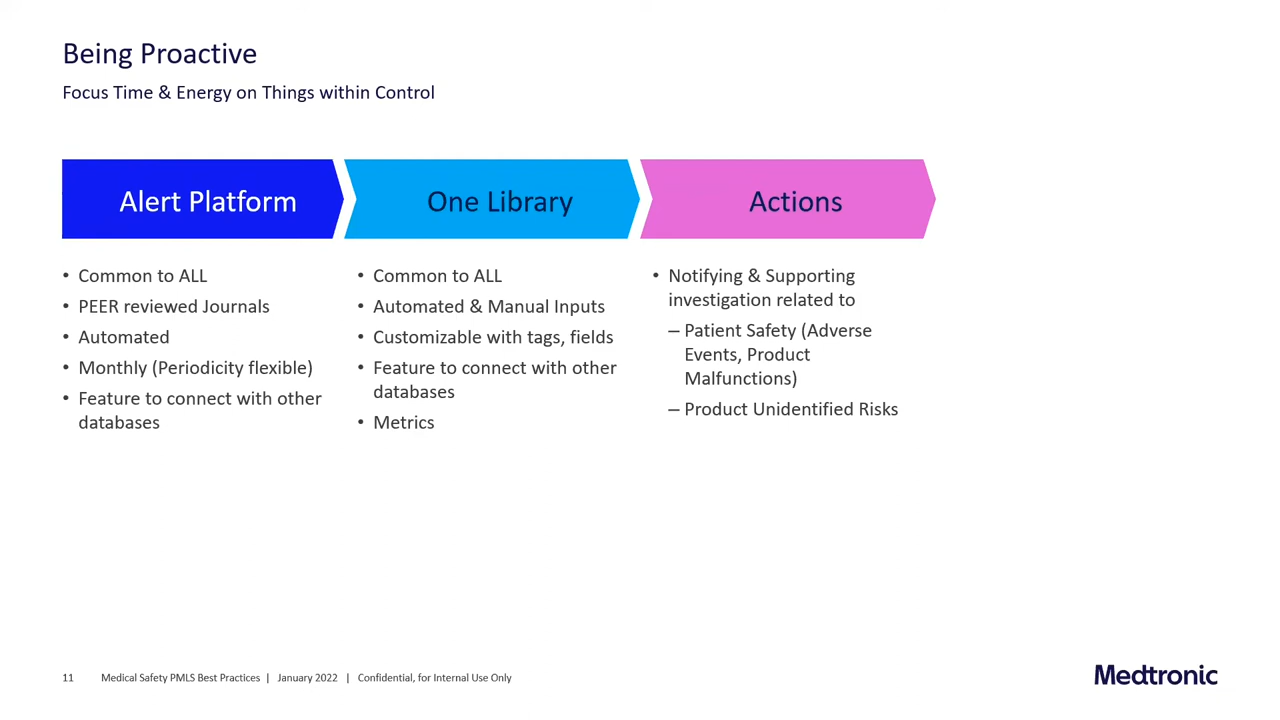 Being Proactive
Focus Time & Energy on Things within Control
Alert Platform
One Library
Actions
• Common to ALL
• PEER reviewed Journals
• Automated
• Monthly (Periodicity flexible)
• Feature to connect with other
databases
• Common to ALL
• Automated & Manual Inputs
• Customizable with tags, fields
• Feature to connect with other
databases
• Metrics
• Notifying & Supporting
investigation related to
– Patient Safety (Adverse
Events, Product
Malfunctions)
– Product Unidentified Risks
11 Medical Safety PMLS Best Practices | January 2022 | Confidential, for Internal Use Only
Medtronic